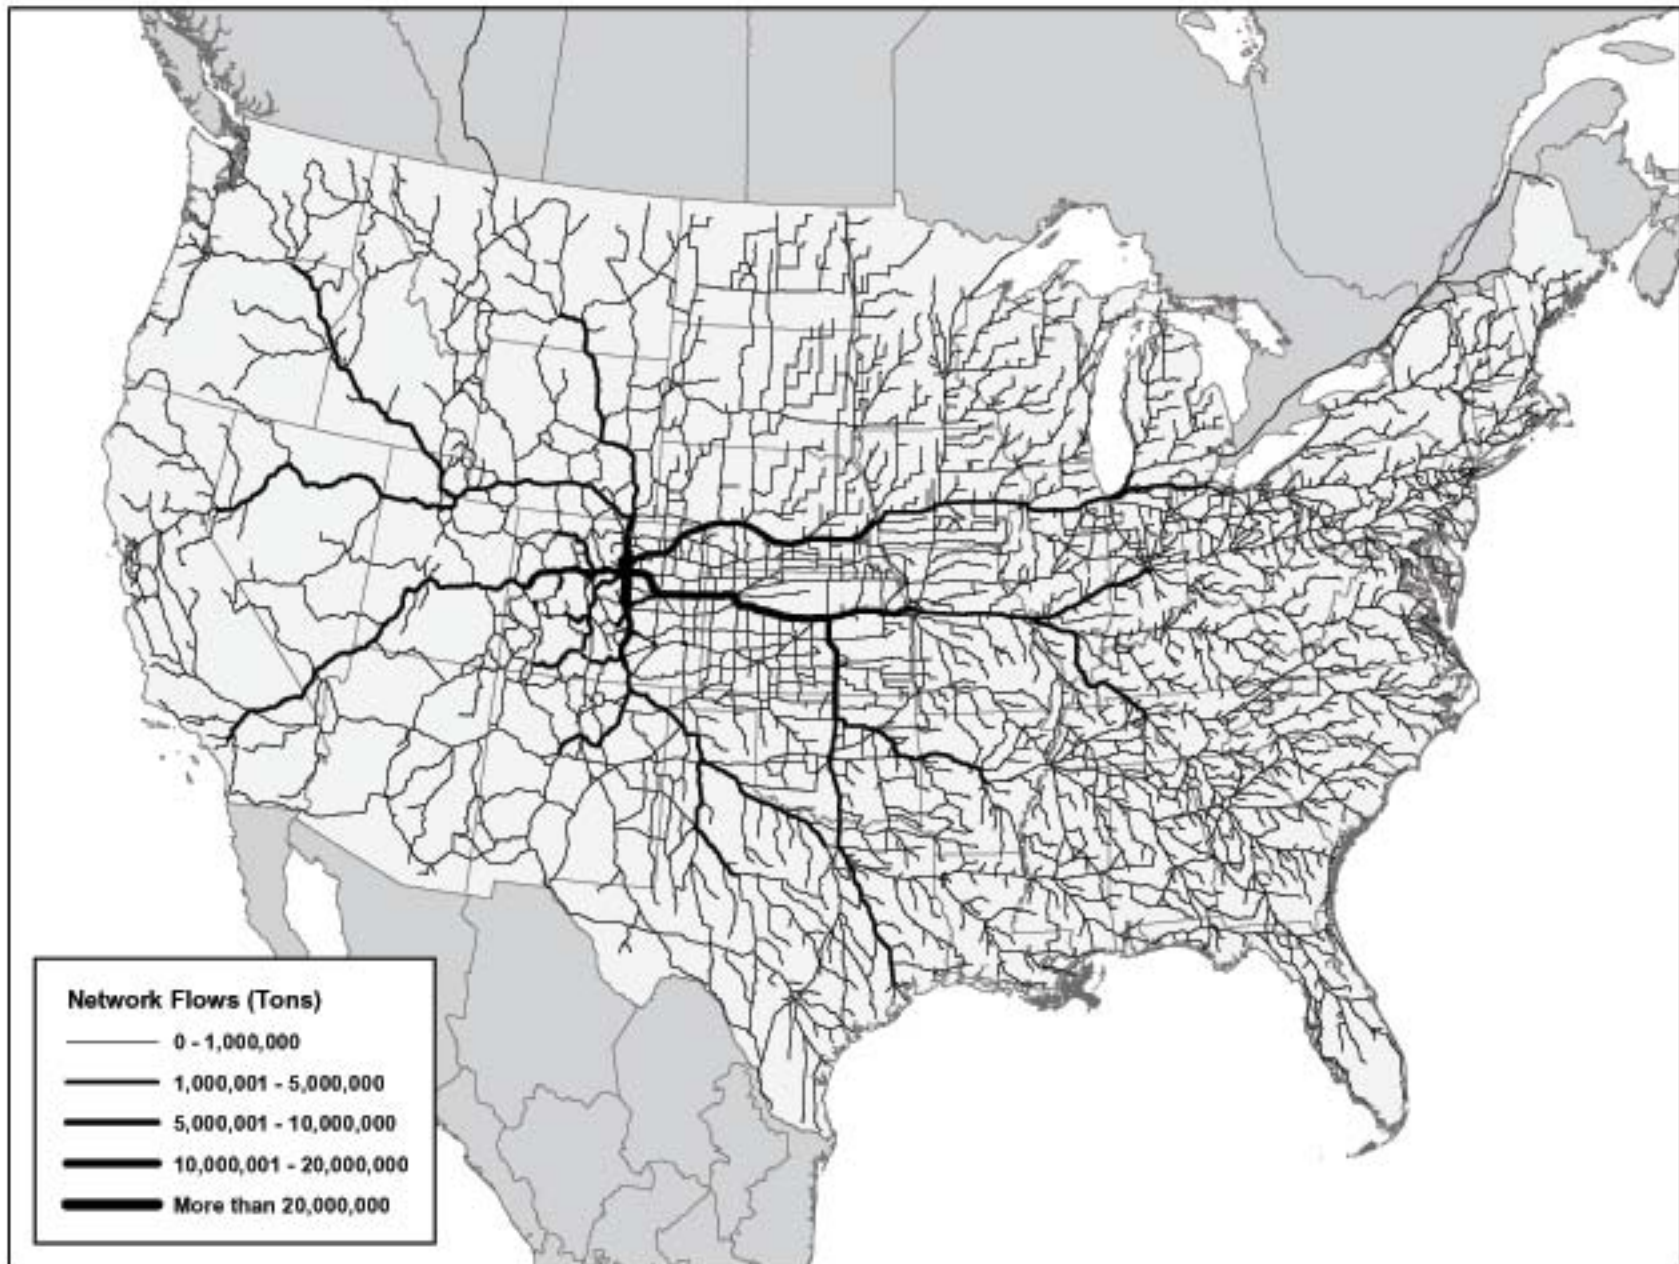 Network Flows (Tons)
0 - 1,000,000
1,000,001 - 5,000,000
5,000,001 - 10,000,000
10,000,001 - 20,000,000
More than 20,000,000